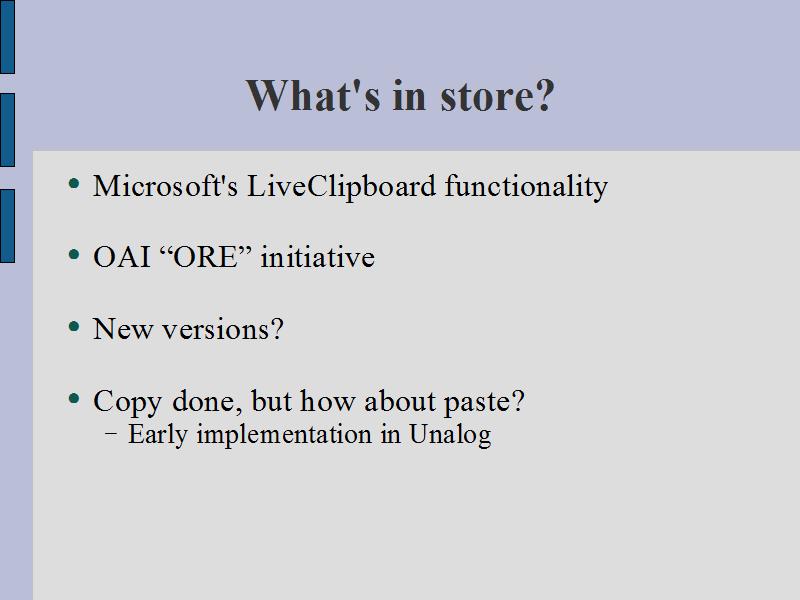 What's in store?
• Microsoft's LiveClipboard functionality
• OAI “ORE” initiative
• New versions?
• Copy done, but how about paste?
– Early implementation in Unalog